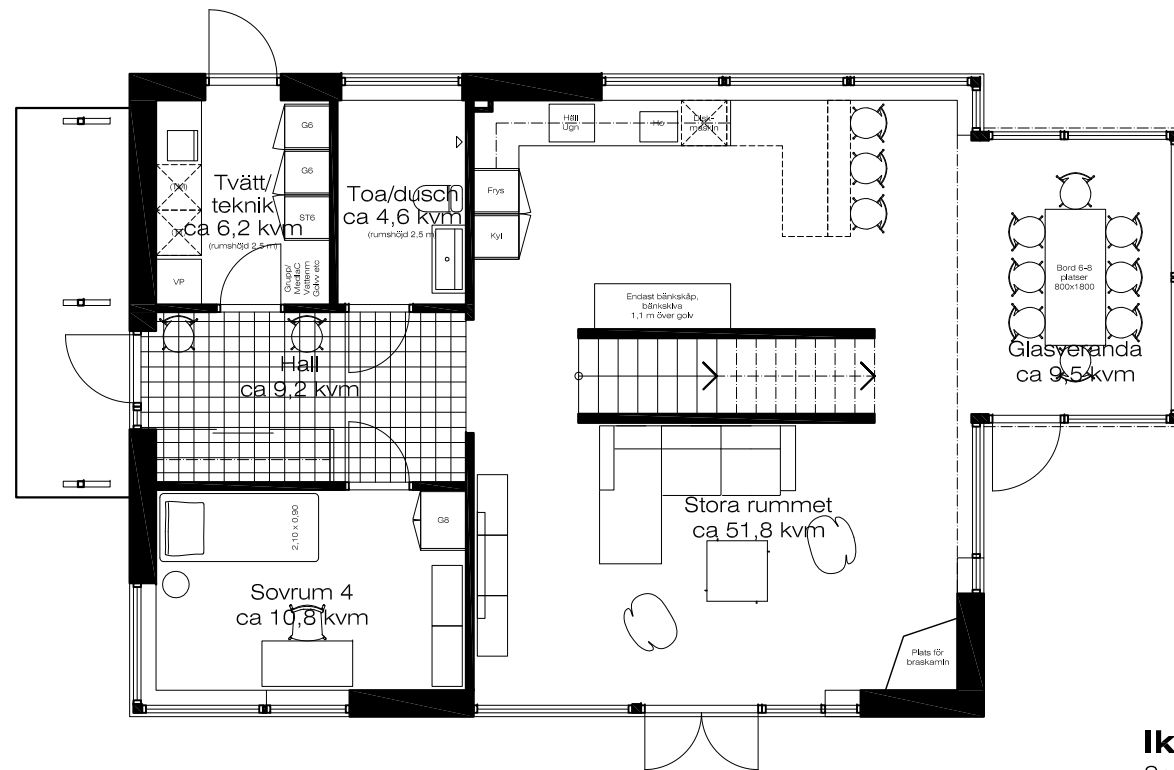 G6
G6
ST6
Tvätt/
teknik
ca 6,2 kvm
(rumshöjd 2,5 m)
VP
Grupp/
MediaC
Vattenm
Golvv etc
Toa/dusch
ca 4,6 kvm
(rumshöjd 2,5 m)
Häll
Ugn
Ho
Disk-
maskin
Frys
Kyl
Endast bänkskåp,
bänkskiva
1,1 m över golv
Bord 6-8
platser
800x1800
Glasveranda
ca 9,5 kvm
Hall
ca 9,2 kvm
2,10 x 0,90
G8
Sovrum 4
ca 10,8 kvm
Stora rummet
ca 51,8 kvm
Plats för
braskamin
Ik